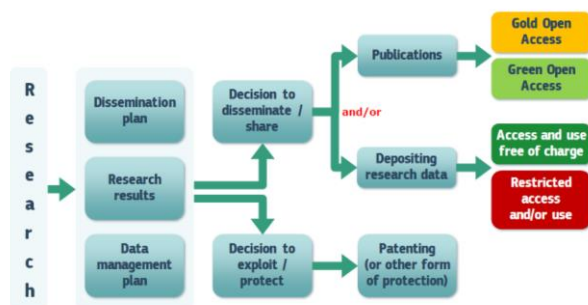 Research
Dissemination
plan
Research
results
Data
management
plan
Decision to
disseminate /
share
Decision to
exploit /
protect
and/or
Publications
Depositing
research data
Patenting
(or other form
of protection)
Gold Open
Access
Green Open
Access
Access and use
free of charge
Restricted
access
and/or use